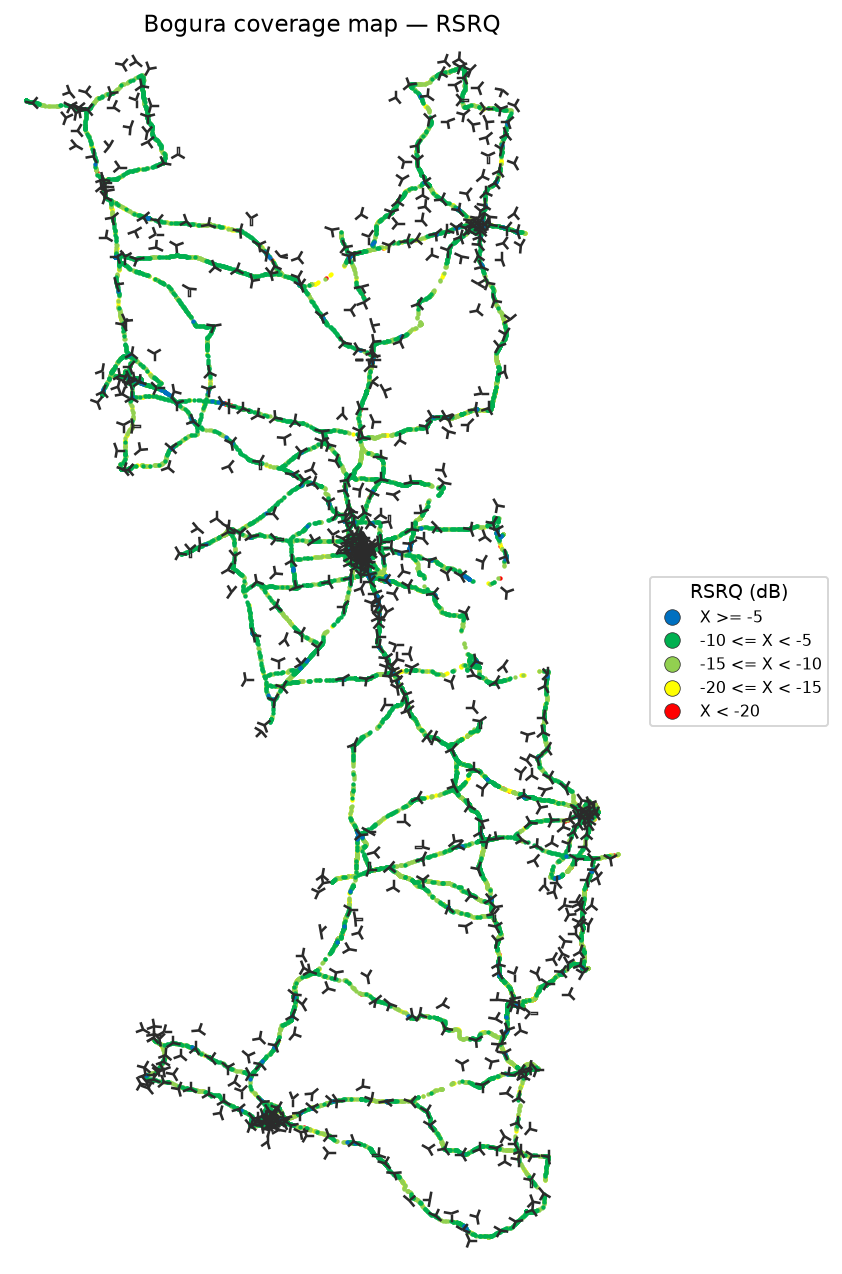 Bogura coverage map — RSRQ
RSRQ (dB)
X >= -5
-10 <= X < -5
-15 <= X < -10
-20 <= X < -15
X < -20